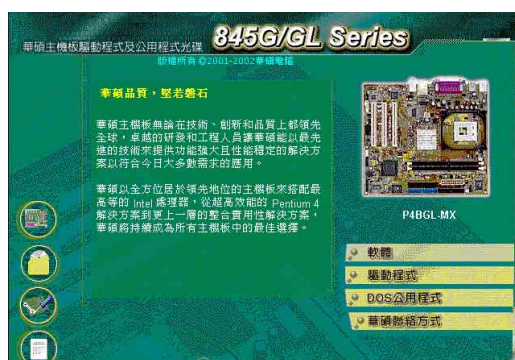 華碩主機板驅動程式及公用程式光碟
845G/GL Series
版權所有 ©2001-2002華碩電腦
華碩品質，堅若磐石
華碩主機板無論在技術、創新和品質上都領先
全球，卓越的研發和工程人員讓華碩能以最先
進的技術來提供功能強大且性能穩定的解決方
案以符合今日大多數需求的應用。
華碩以全方位居於領先地位的主機板來搭配最
高等的 Intel 處理器，從超高效能的 Pentium 4
解決方案到更上一層的整合實用性解決方案，
華碩將持續成為所有主機板中的最佳選擇。
P4BGL-MX
軟體
驅動程式
DOS公用程式
華碩聯絡方式